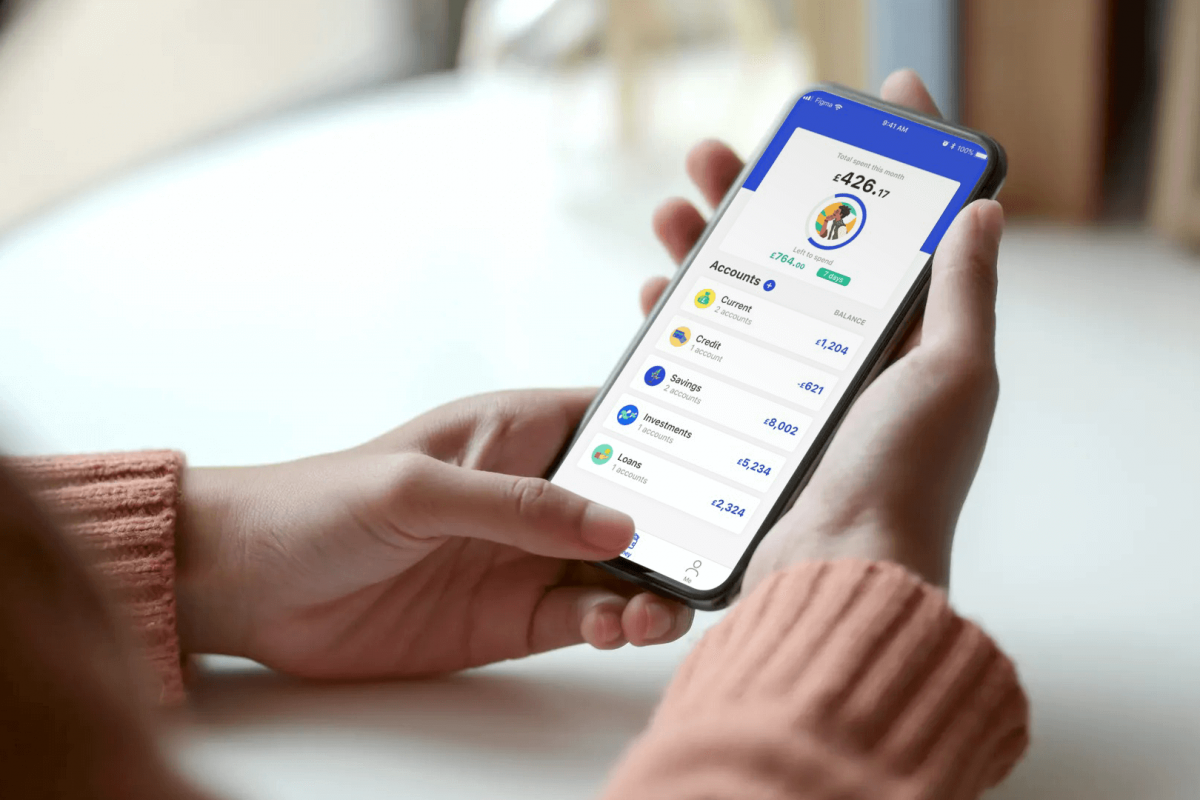 Figma
9:41 AM
100%
Total spent this month
£426.17
Left to spend
£764.00
7 days
Accounts
BALANCE
Current
2 accounts
£1,204
Credit
1 account
-£621
Savings
2 accounts
£8,002
Investments
1 accounts
£5,234
Loans
1 accounts
£2,324
Me